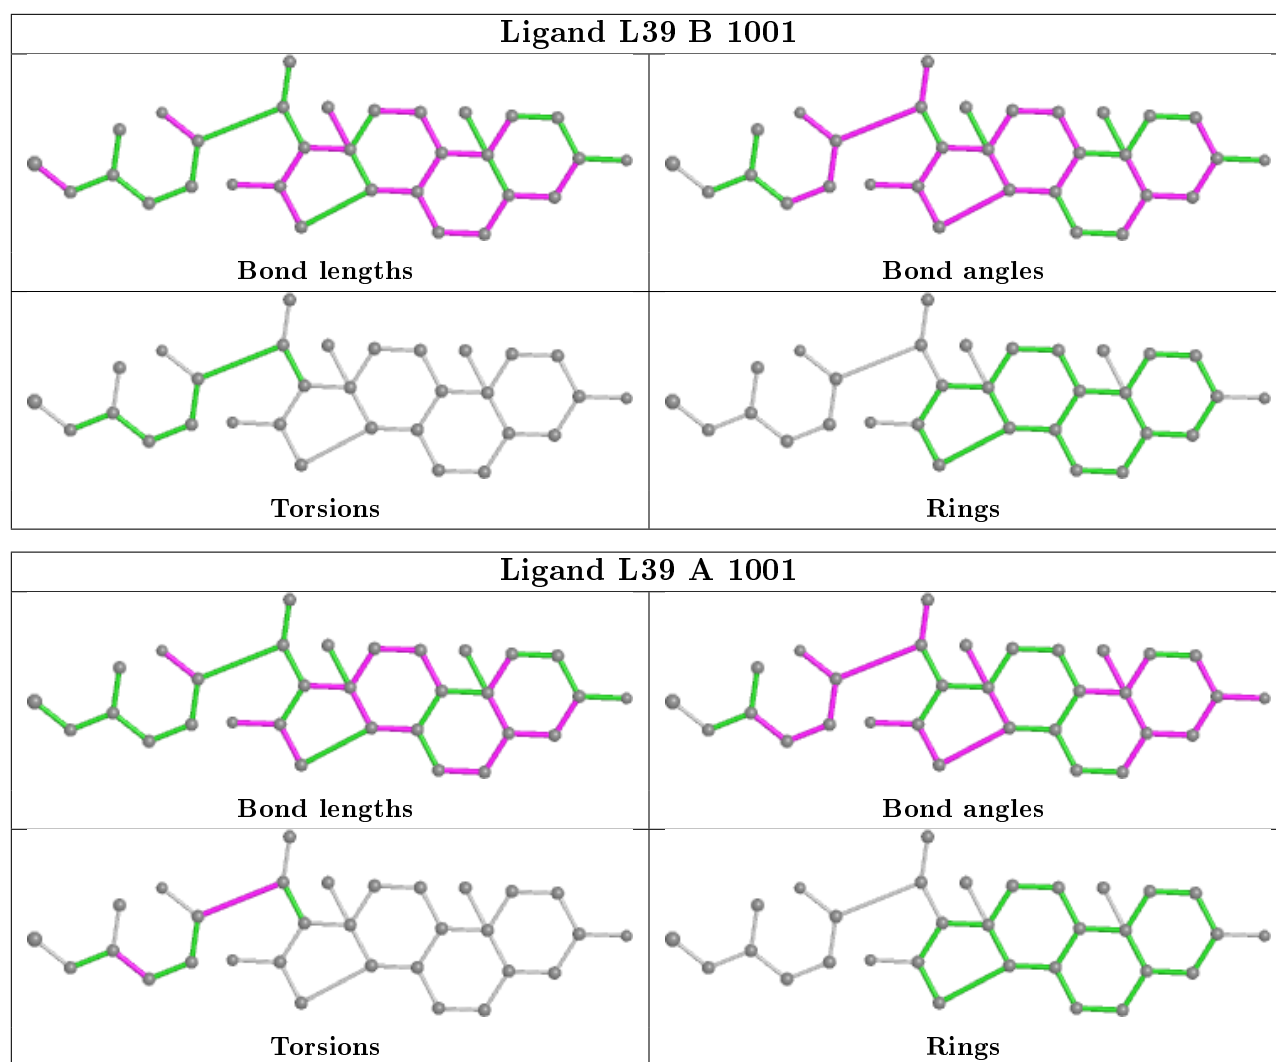 Ligand L39 B 1001
Bond lengths
Bond angles
Torsions
Rings
Ligand L39 A 1001
Bond lengths
Bond angles
Torsions
Rings